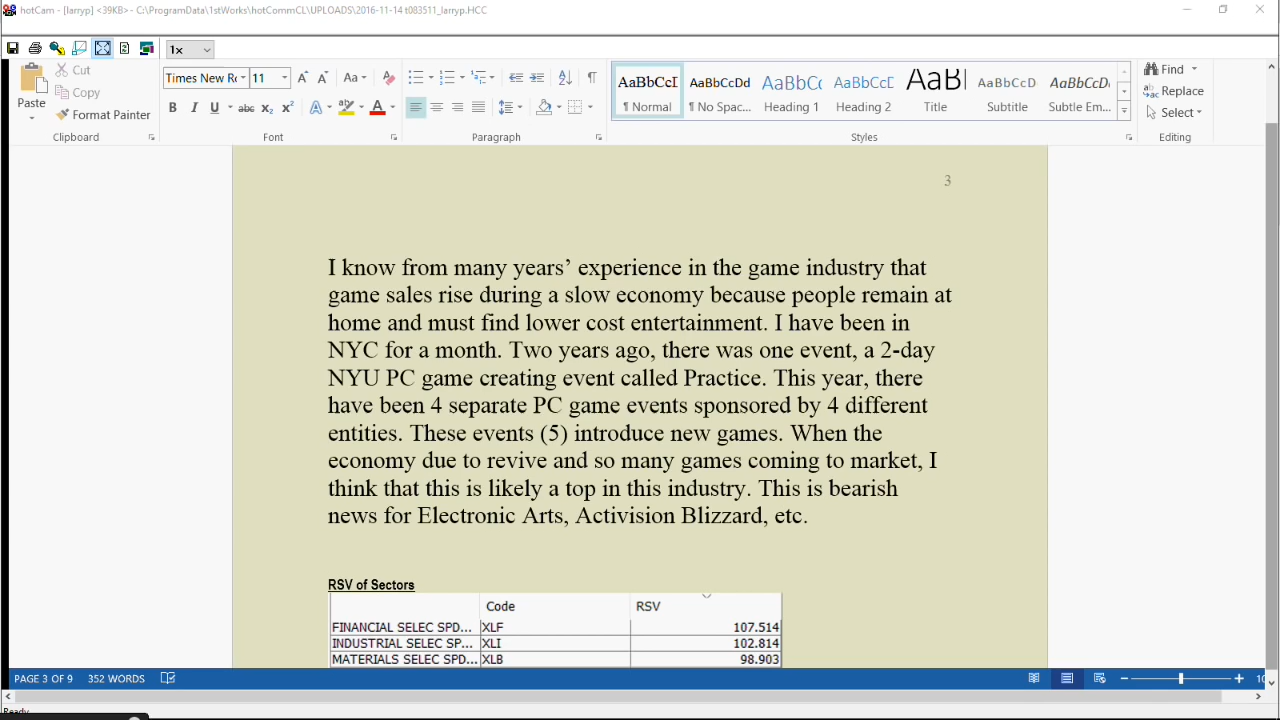 hotCam - [larryp] <39KB> - C:\ProgramData\1stWorks\hotCommCL\UPLOADS\2016-11-14 t083511_larryp.HCC
1x
Paste
Cut
Copy
Format Painter
Clipboard
Times New R
11
Aa
B I U abc x₂ x²
A
Font
Paragraph
AaBbCcI AaBbCcDd AaBbCc AaBbCcD AaBl AaBbCcD AaBbCcDc
¶ Normal ¶ No Spac... Heading 1 Heading 2 Title Subtitle Subtle Em...
Styles
Find
Replace
Select
Editing
3
I know from many years’ experience in the game industry that
game sales rise during a slow economy because people remain at
home and must find lower cost entertainment. I have been in
NYC for a month. Two years ago, there was one event, a 2-day
NYU PC game creating event called Practice. This year, there
have been 4 separate PC game events sponsored by 4 different
entities. These events (5) introduce new games. When the
economy due to revive and so many games coming to market, I
think that this is likely a top in this industry. This is bearish
news for Electronic Arts, Activision Blizzard, etc.
RSV of Sectors
Code RSV
FINANCIAL SELEC SPD... XLF 107.514
INDUSTRIAL SELEC SP... XLI 102.814
MATERIALS SELEC SPD... XLB 98.903
PAGE 3 OF 9 352 WORDS
10
Ready